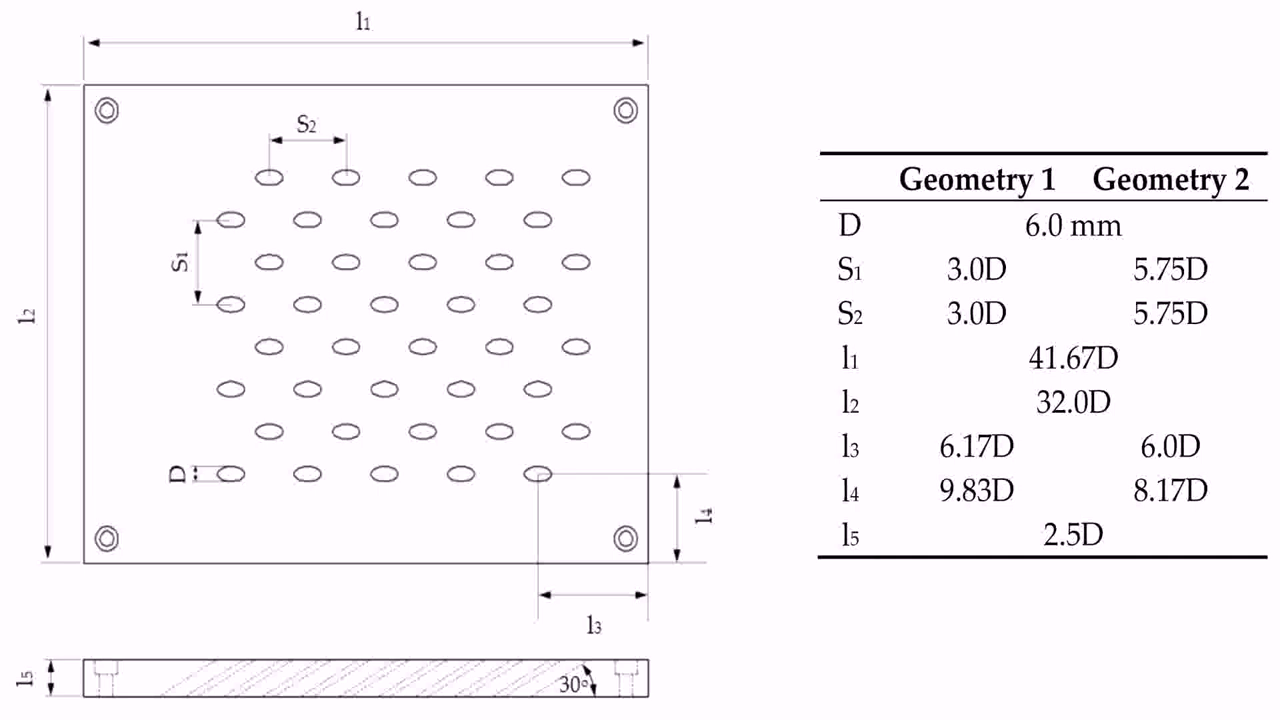 l1
S2
S1
l2
D
l4
l3
l5
30°
Geometry 1 Geometry 2
D 6.0 mm
S1 3.0D 5.75D
S2 3.0D 5.75D
l1 41.67D
l2 32.0D
l3 6.17D 6.0D
l4 9.83D 8.17D
l5 2.5D